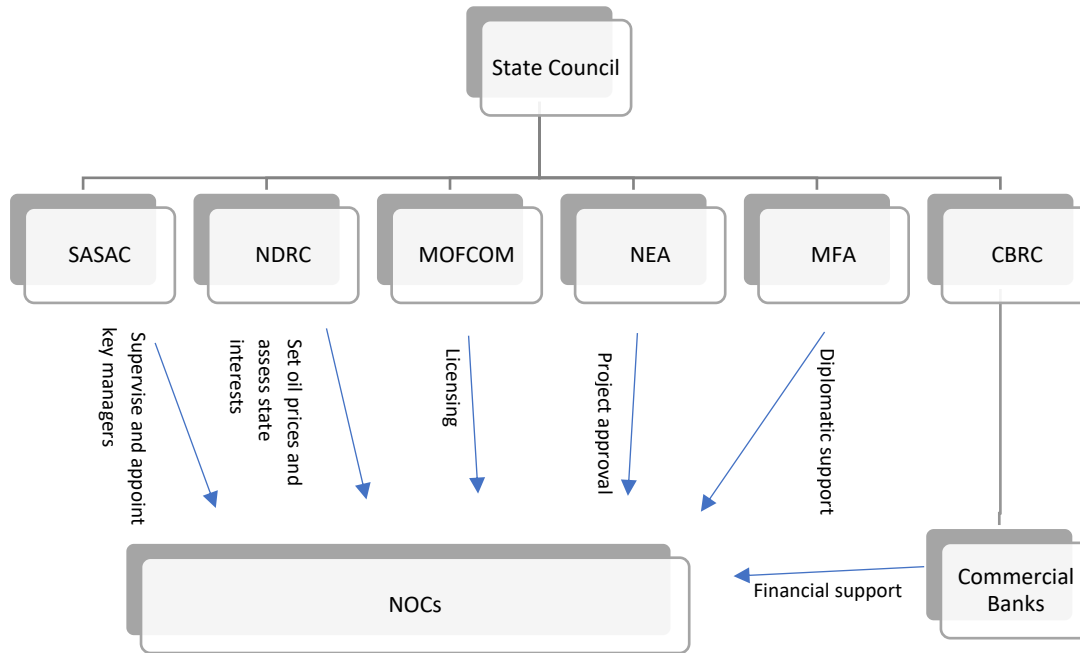 State Council
SASAC
NDRC
MOFCOM
NEA
MFA
CBRC
Supervise and appoint
key managers
Set oil prices and
assess state
interests
Licensing
Project approval
Diplomatic support
NOCs
Financial support
Commercial
Banks